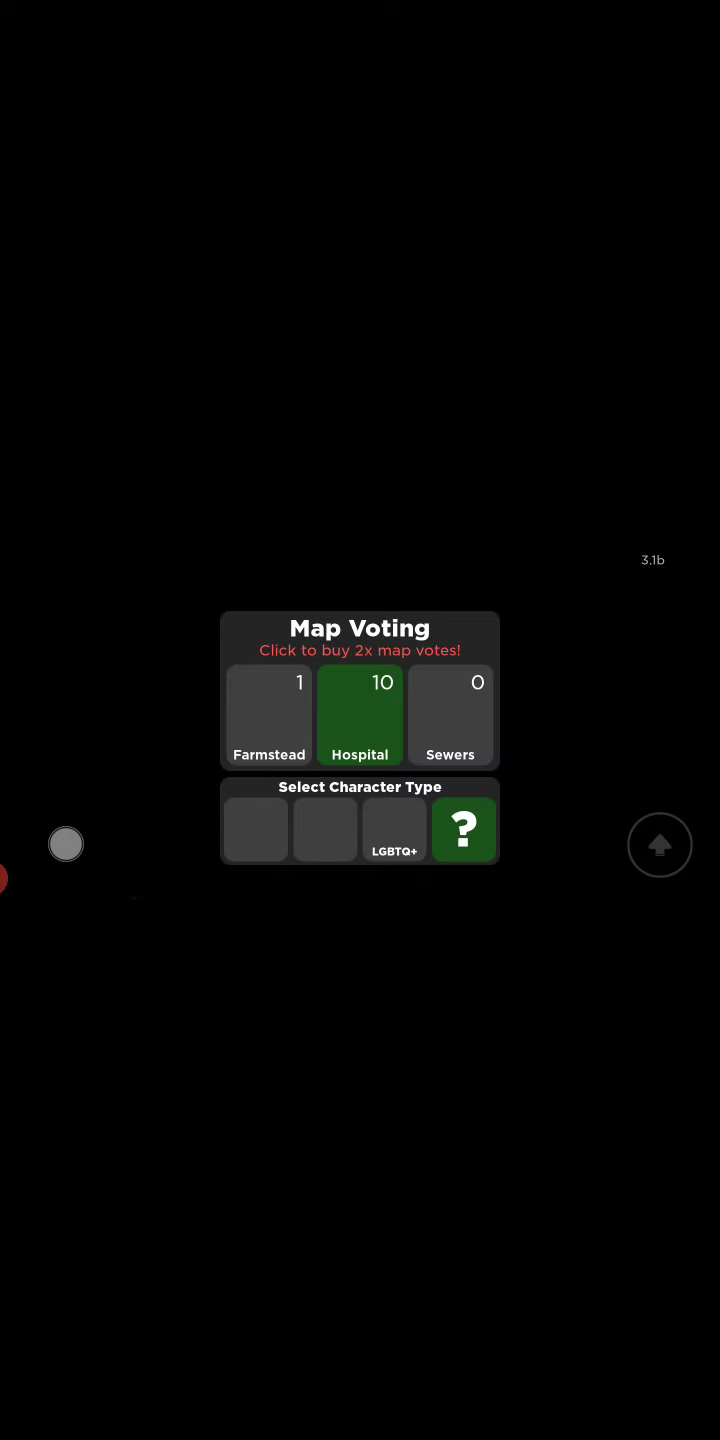 3.1b
Map Voting
Click to buy 2x map votes!
1 10 0
Farmstead Hospital Sewers
Select Character Type
?
LGBTQ+